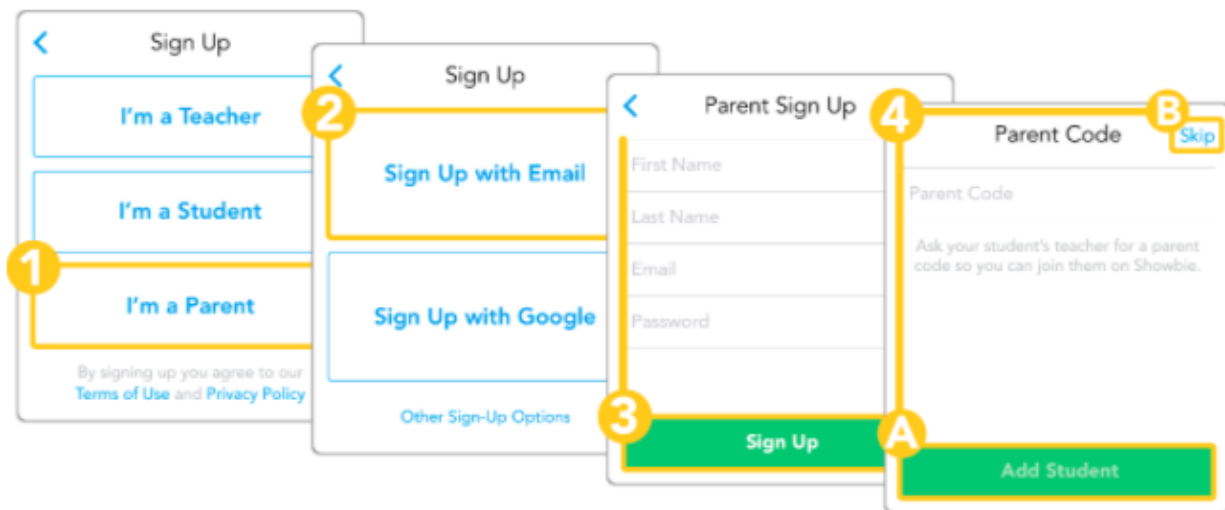 Sign Up
I'm a Teacher
I'm a Student
1
I'm a Parent
By signing up you agree to our
Terms of Use and Privacy Policy
Sign Up
2
Sign Up with Email
Sign Up with Google
Other Sign-Up Options
Parent Sign Up
First Name
Last Name
Email
Password
3
Sign Up
4
B
Parent Code
Skip
Parent Code
Ask your student's teacher for a parent
code so you can join them on Showbie.
A
Add Student